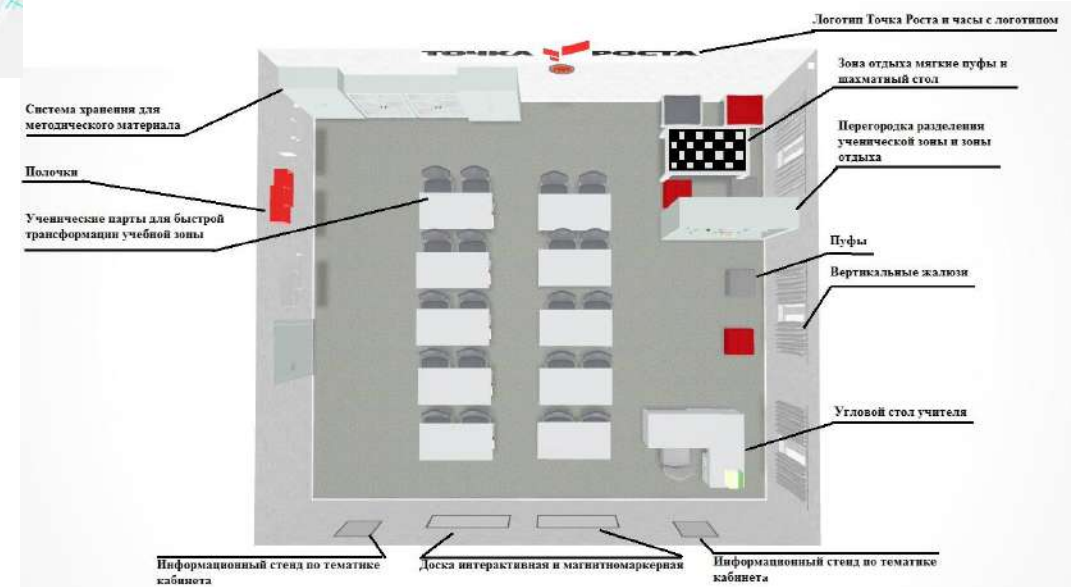 Логотип Точка Роста и часы с логотипом
ТОЧКА РОСТА
Зона отдыха мягкие пуфы и
шахматный стол
Система хранения для
методического материала
Перегородка разделения
ученической зоны и зоны
отдыха
Полочки
Ученические парты для быстрой
трансформации учебной зоны
Пуфы
Вертикальные жалюзи
Угловой стол учителя
Информационный стенд по тематике
кабинета
Доска интерактивная и магнитномаркерная
Информационный стенд по тематике
кабинета